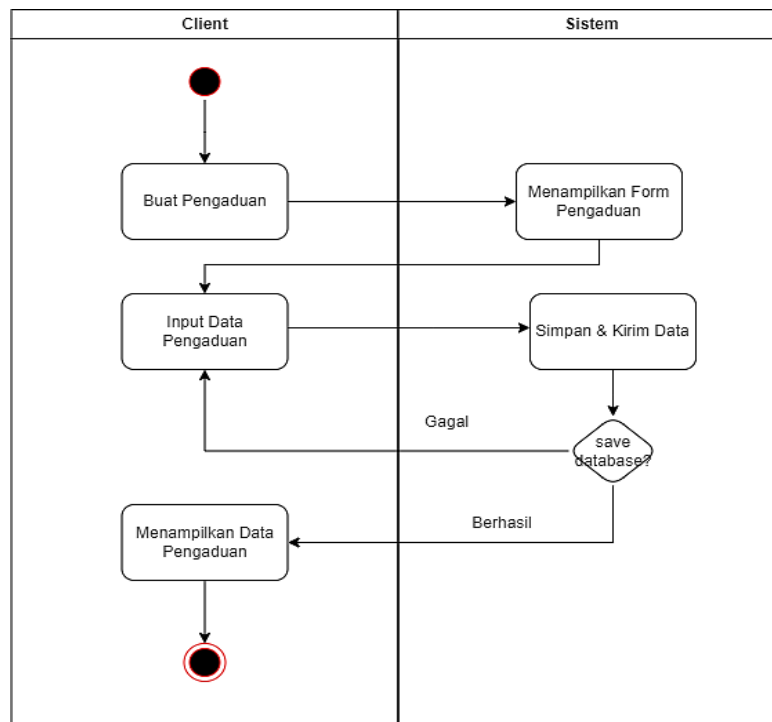 Client
Sistem
Buat Pengaduan
Menampilkan Form
Pengaduan
Input Data
Pengaduan
Simpan & Kirim Data
Gagal
save
database?
Berhasil
Menampilkan Data
Pengaduan